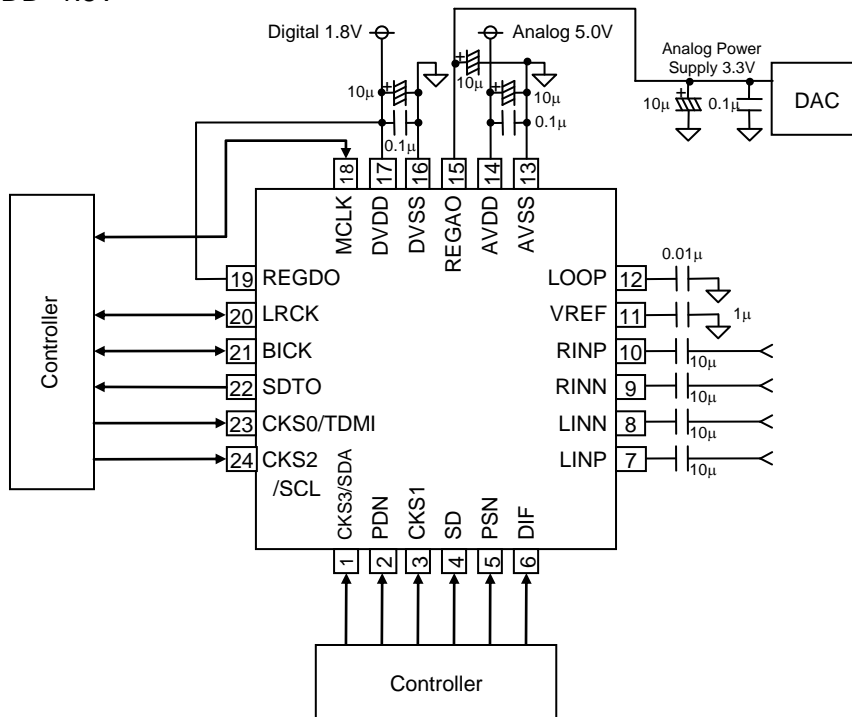 Digital 1.8V
Analog 5.0V
Analog Power
Supply 3.3V
10μ
10μ
10μ
10μ
0.1μ
DAC
0.1μ
0.1μ
18
17
16
15
14
13
MCLK
DVDD
DVSS
REGAO
AVDD
AVSS
Controller
19 REGDO
20 LRCK
21 BICK
22 SDTO
23 CKS0/TDMI
24 CKS2
/SCL
0.01μ
LOOP 12
VREF 11
1μ
RINP 10
10μ
RINN 9
10μ
LINN 8
10μ
LINP 7
10μ
CKS3/SDA
PDN
CKS1
SD
PSN
DIF
1
2
3
4
5
6
Controller